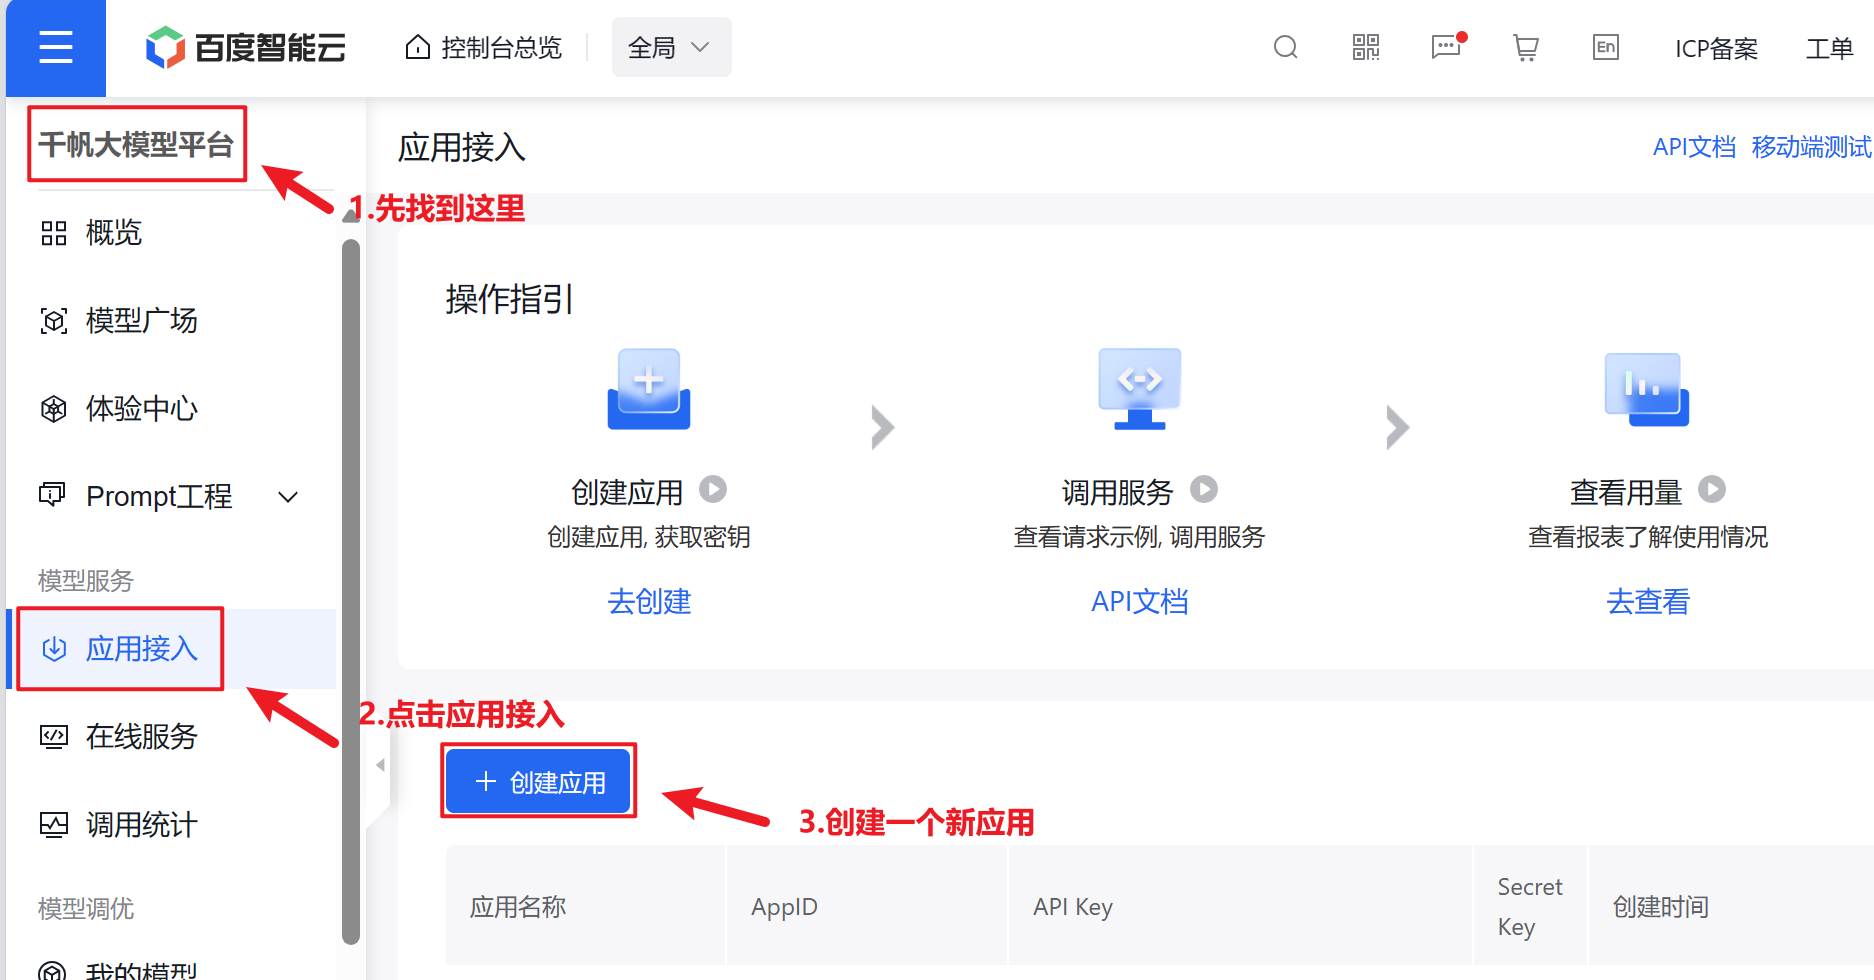 百度智能云
控制台总览
全局
En
ICP备案
工单
千帆大模型平台
1.先找到这里
概览
模型广场
体验中心
Prompt工程
模型服务
应用接入
2.点击应用接入
在线服务
调用统计
模型调优
我的模型
应用接入
API文档
移动端测试
操作指引
创建应用
创建应用, 获取密钥
去创建
调用服务
查看请求示例, 调用服务
API文档
查看用量
查看报表了解使用情况
去查看
创建应用
3.创建一个新应用
应用名称
AppID
API Key
Secret
Key
创建时间